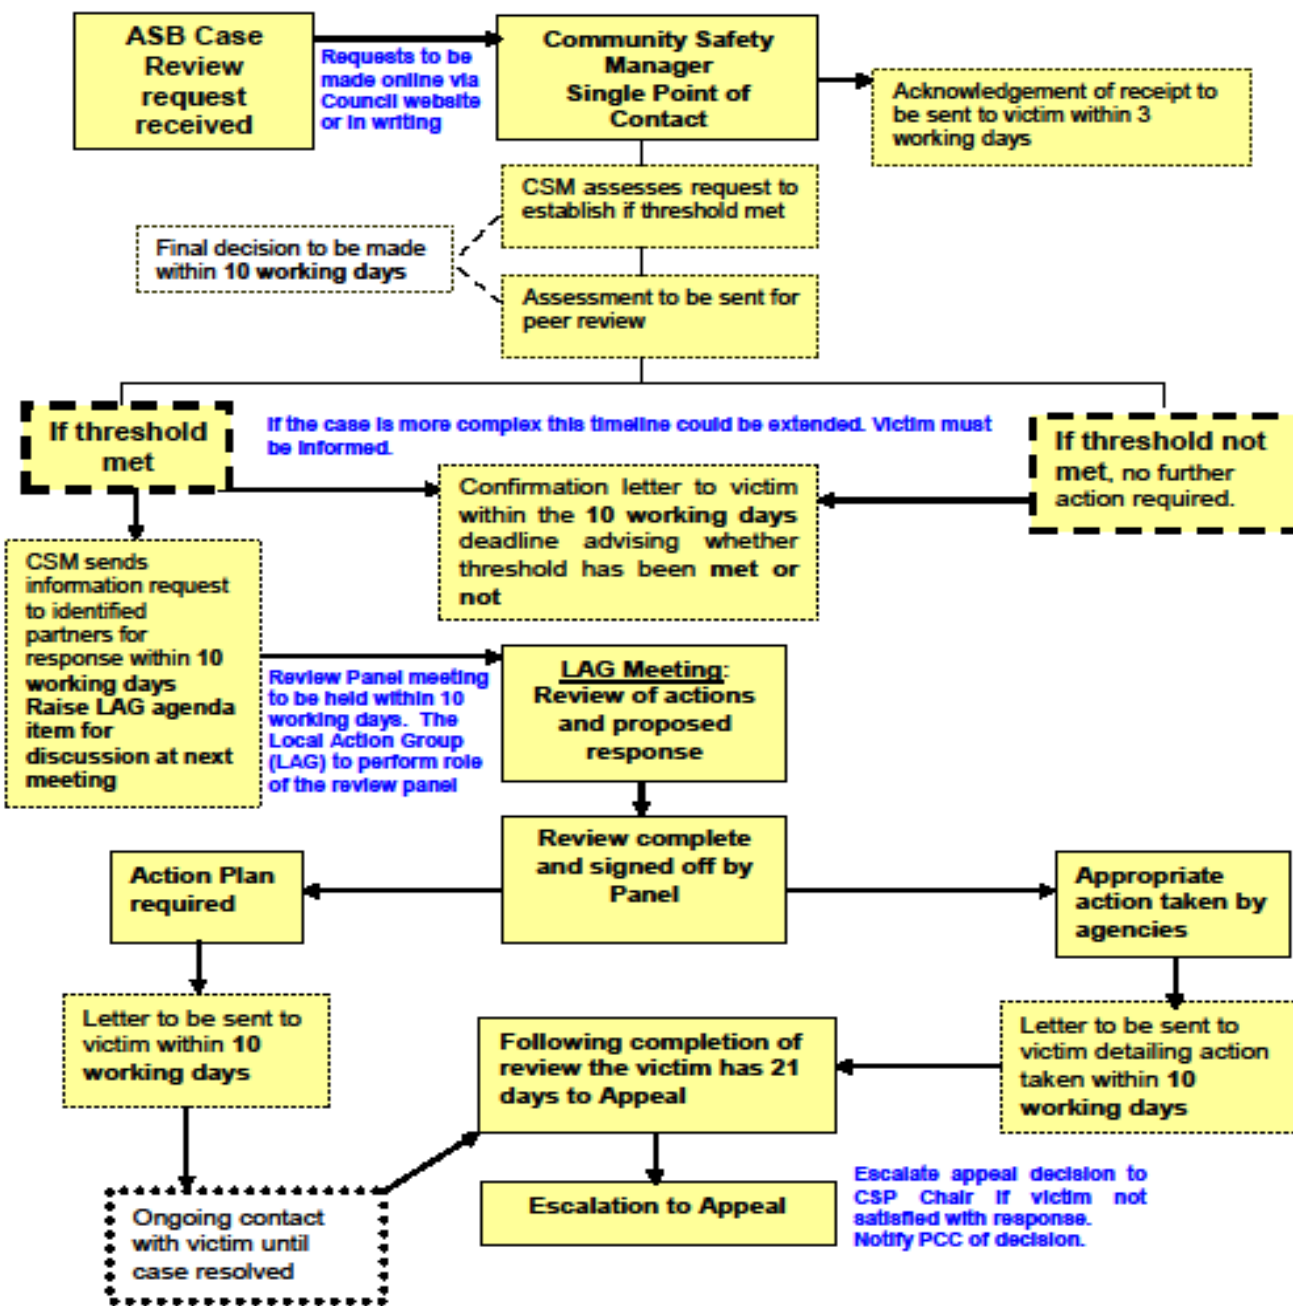 ASB Case
Review
request
received
Requests to be
made online via
Council website
or in writing
Community Safety
Manager
Single Point of
Contact
Acknowledgement of receipt to
be sent to victim within 3
working days
CSM assesses request to
establish if threshold met
Final decision to be made
within 10 working days
Assessment to be sent for
peer review
If threshold
met
If the case is more complex this timeline could be extended. Victim must
be informed.
If threshold not
met, no further
action required.
Confirmation letter to victim
within the 10 working days
deadline advising whether
threshold has been met or
not
CSM sends
information request
to identified
partners for
response within 10
working days
Raise LAG agenda
item for
discussion at next
meeting
Review Panel meeting
to be held within 10
working days. The
Local Action Group
(LAG) to perform role
of the review panel
LAG Meeting:
Review of actions
and proposed
response
Review complete
and signed off by
Panel
Action Plan
required
Appropriate
action taken by
agencies
Letter to be sent to
victim within 10
working days
Following completion of
review the victim has 21
days to Appeal
Letter to be sent to
victim detailing action
taken within 10
working days
Ongoing contact
with victim until
case resolved
Escalation to Appeal
Escalate appeal decision to
CSP Chair if victim not
satisfied with response.
Notify PCC of decision.